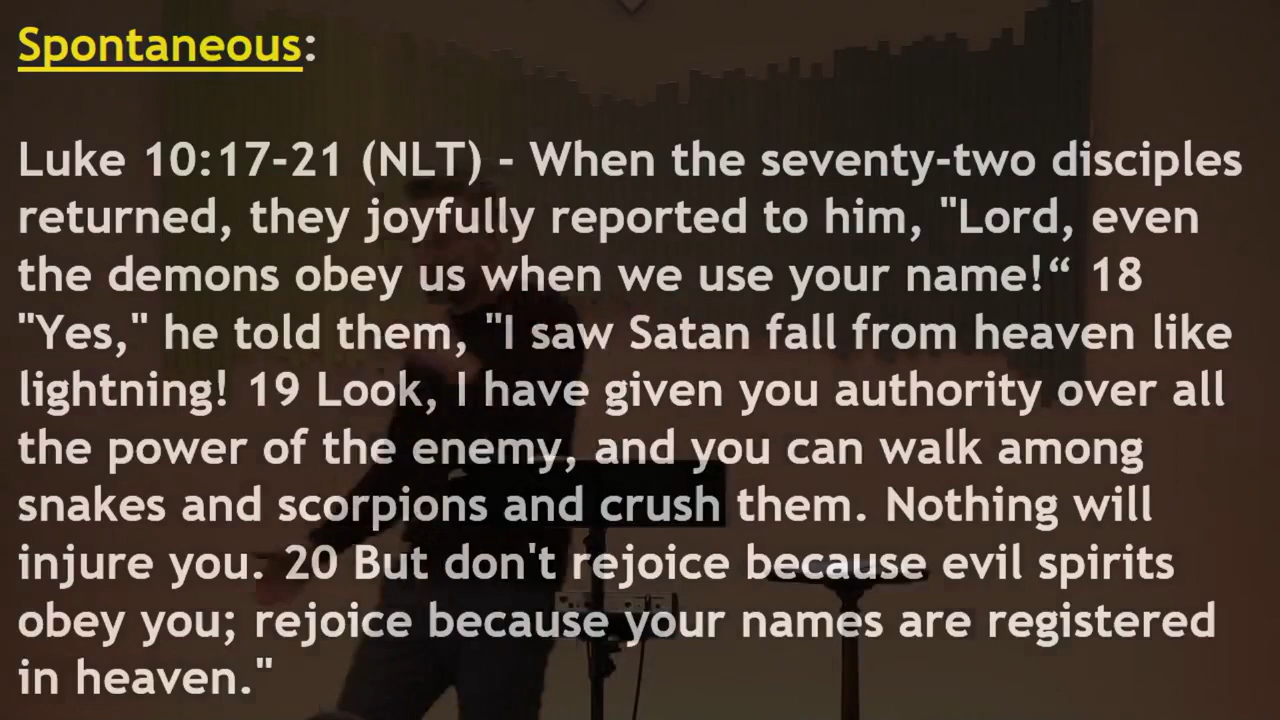 Spontaneous:
Luke 10:17-21 (NLT) - When the seventy-two disciples
returned, they joyfully reported to him, "Lord, even
the demons obey us when we use your name!“ 18
"Yes," he told them, "I saw Satan fall from heaven like
lightning! 19 Look, I have given you authority over all
the power of the enemy, and you can walk among
snakes and scorpions and crush them. Nothing will
injure you. 20 But don't rejoice because evil spirits
obey you; rejoice because your names are registered
in heaven."